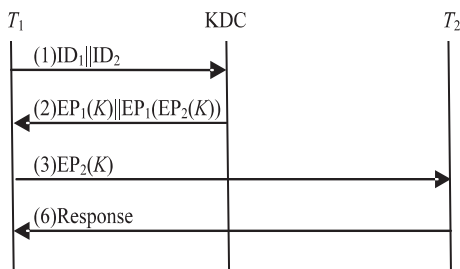 T₁ KDC T₂
(1)ID₁||ID₂
(2)EP₁(K)||EP₁(EP₂(K))
(3)EP₂(K)
(6)Response